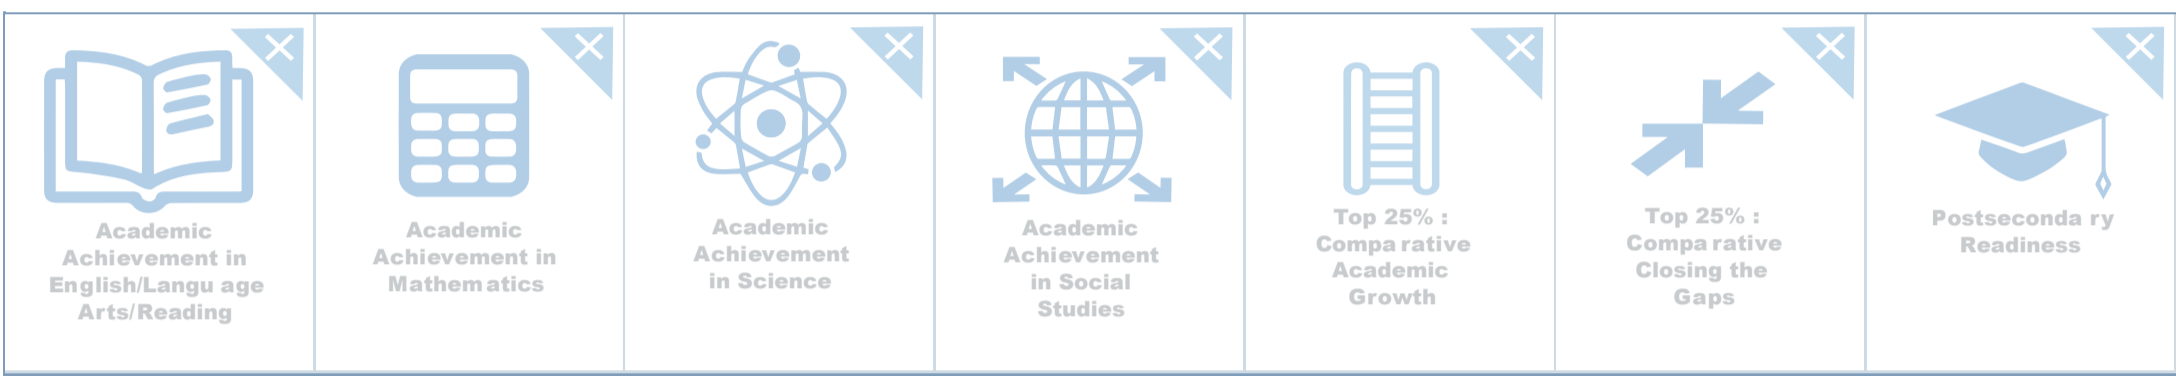 Academic
Achievement in
English/Langu age
Arts/Reading
Academic
Achievement in
Mathem atics
Academic
Achievement
in Science
Academic
Achievement
in Social
Studies
Top 25% :
Compa rative
Academic
Growth
Top 25% :
Compa rative
Closing the
Gaps
Postseconda ry
Readiness